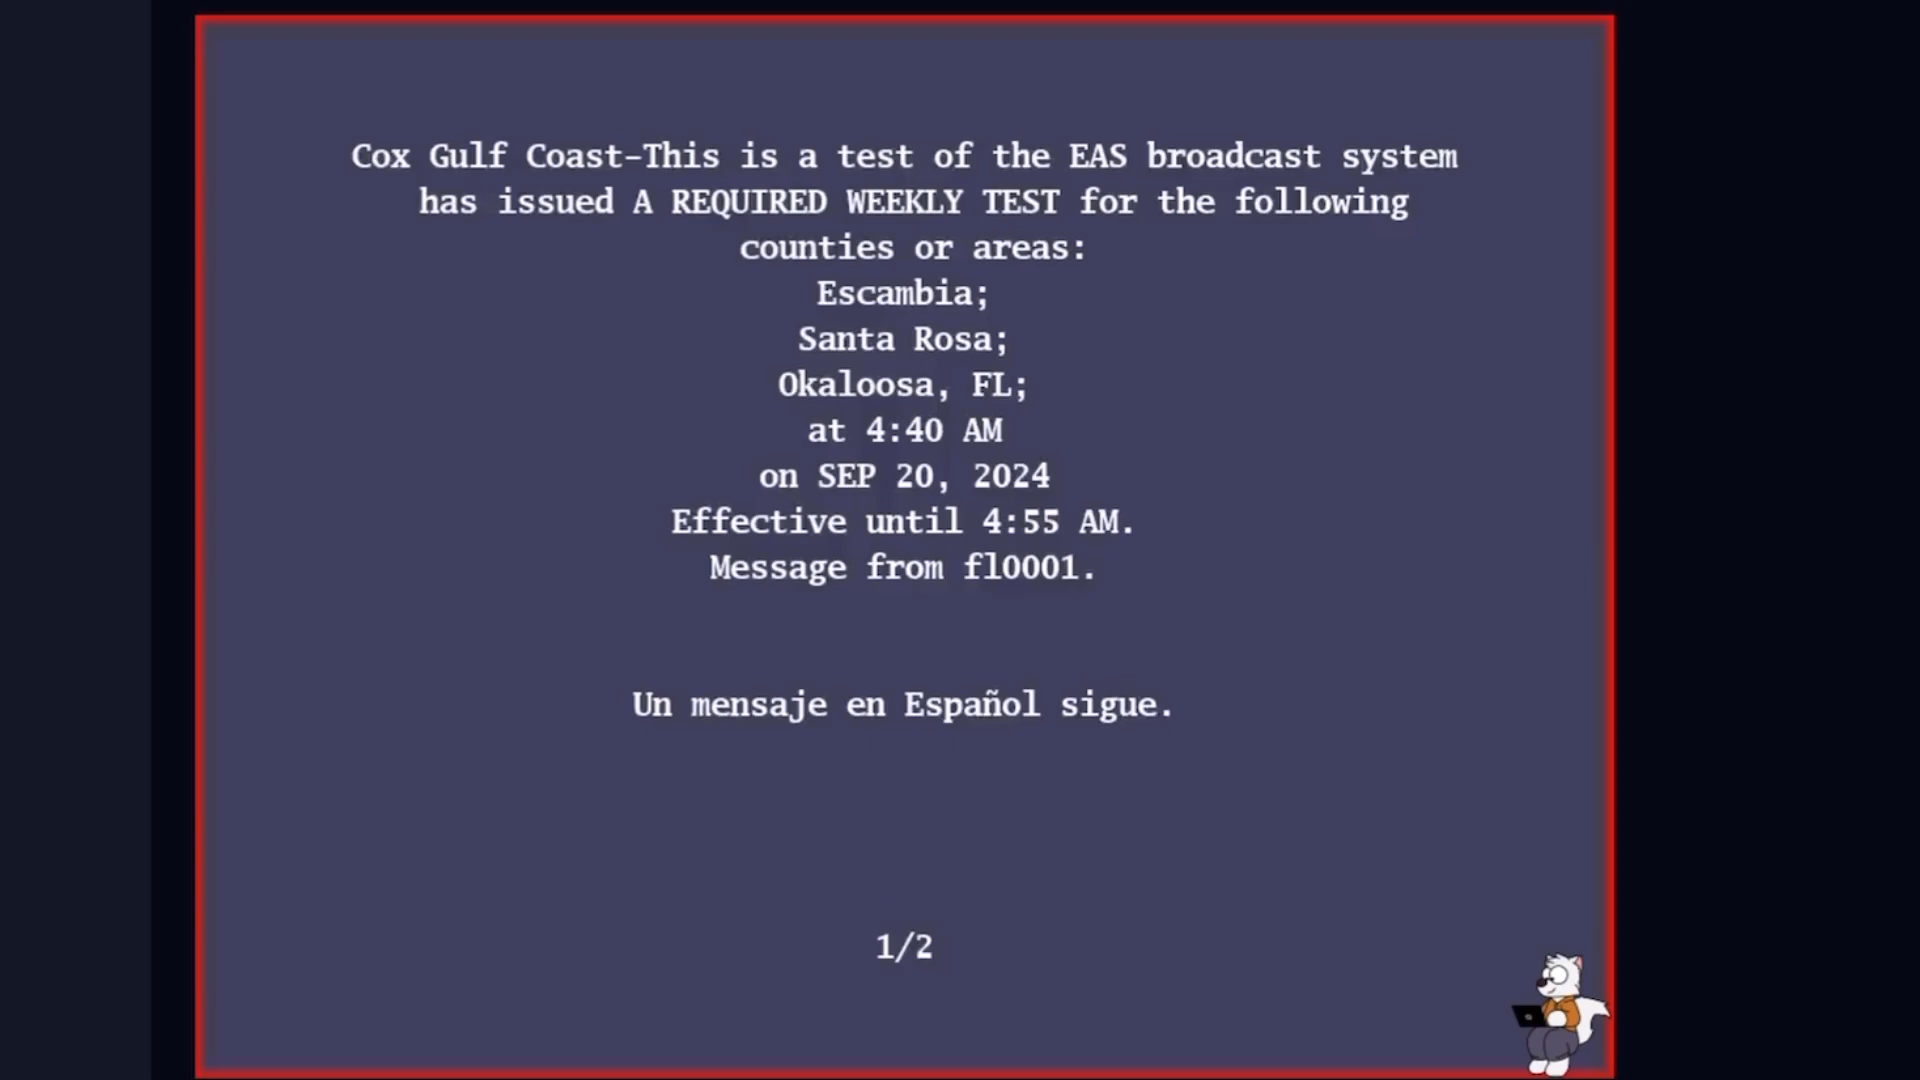 Cox Gulf Coast-This is a test of the EAS broadcast system
has issued A REQUIRED WEEKLY TEST for the following
counties or areas:
Escambia;
Santa Rosa;
Okaloosa, FL;
at 4:40 AM
on SEP 20, 2024
Effective until 4:55 AM.
Message from fl0001.
Un mensaje en Español sigue.
1/2